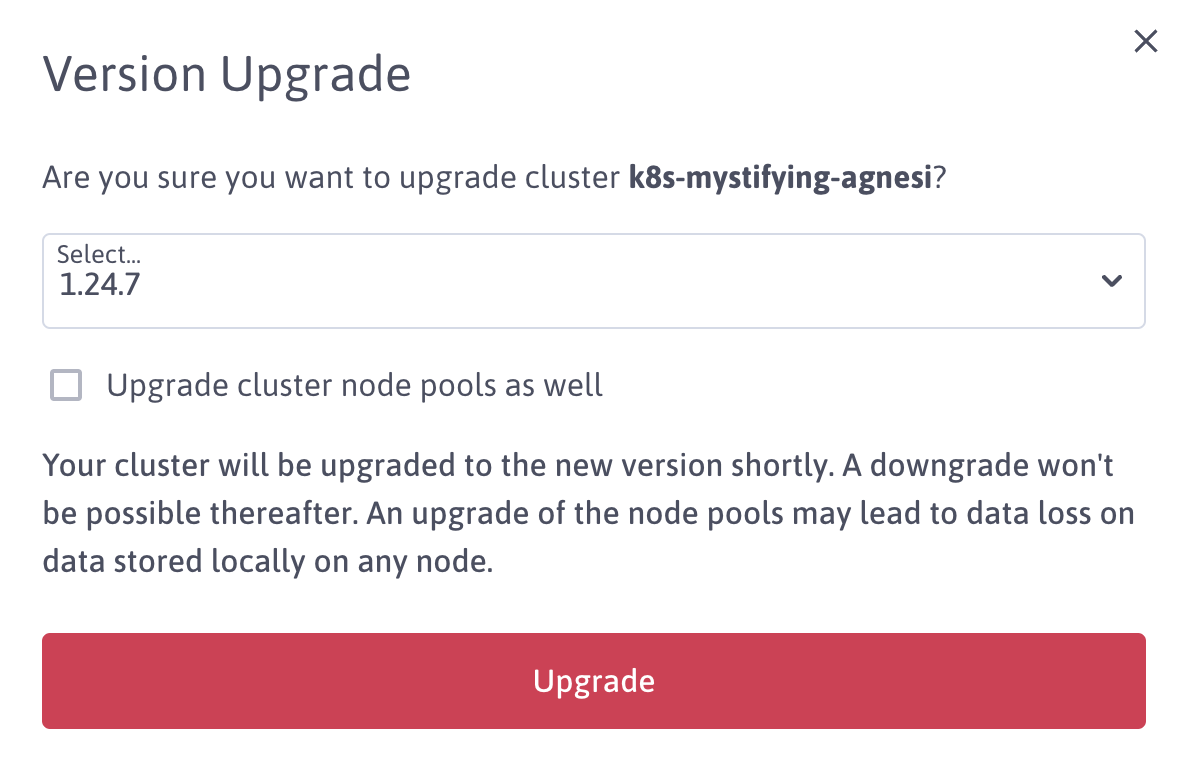 Version Upgrade
Are you sure you want to upgrade cluster k8s-mystifying-agnesi?
Select...
1.24.7
Upgrade cluster node pools as well
Your cluster will be upgraded to the new version shortly. A downgrade won't
be possible thereafter. An upgrade of the node pools may lead to data loss on
data stored locally on any node.
Upgrade